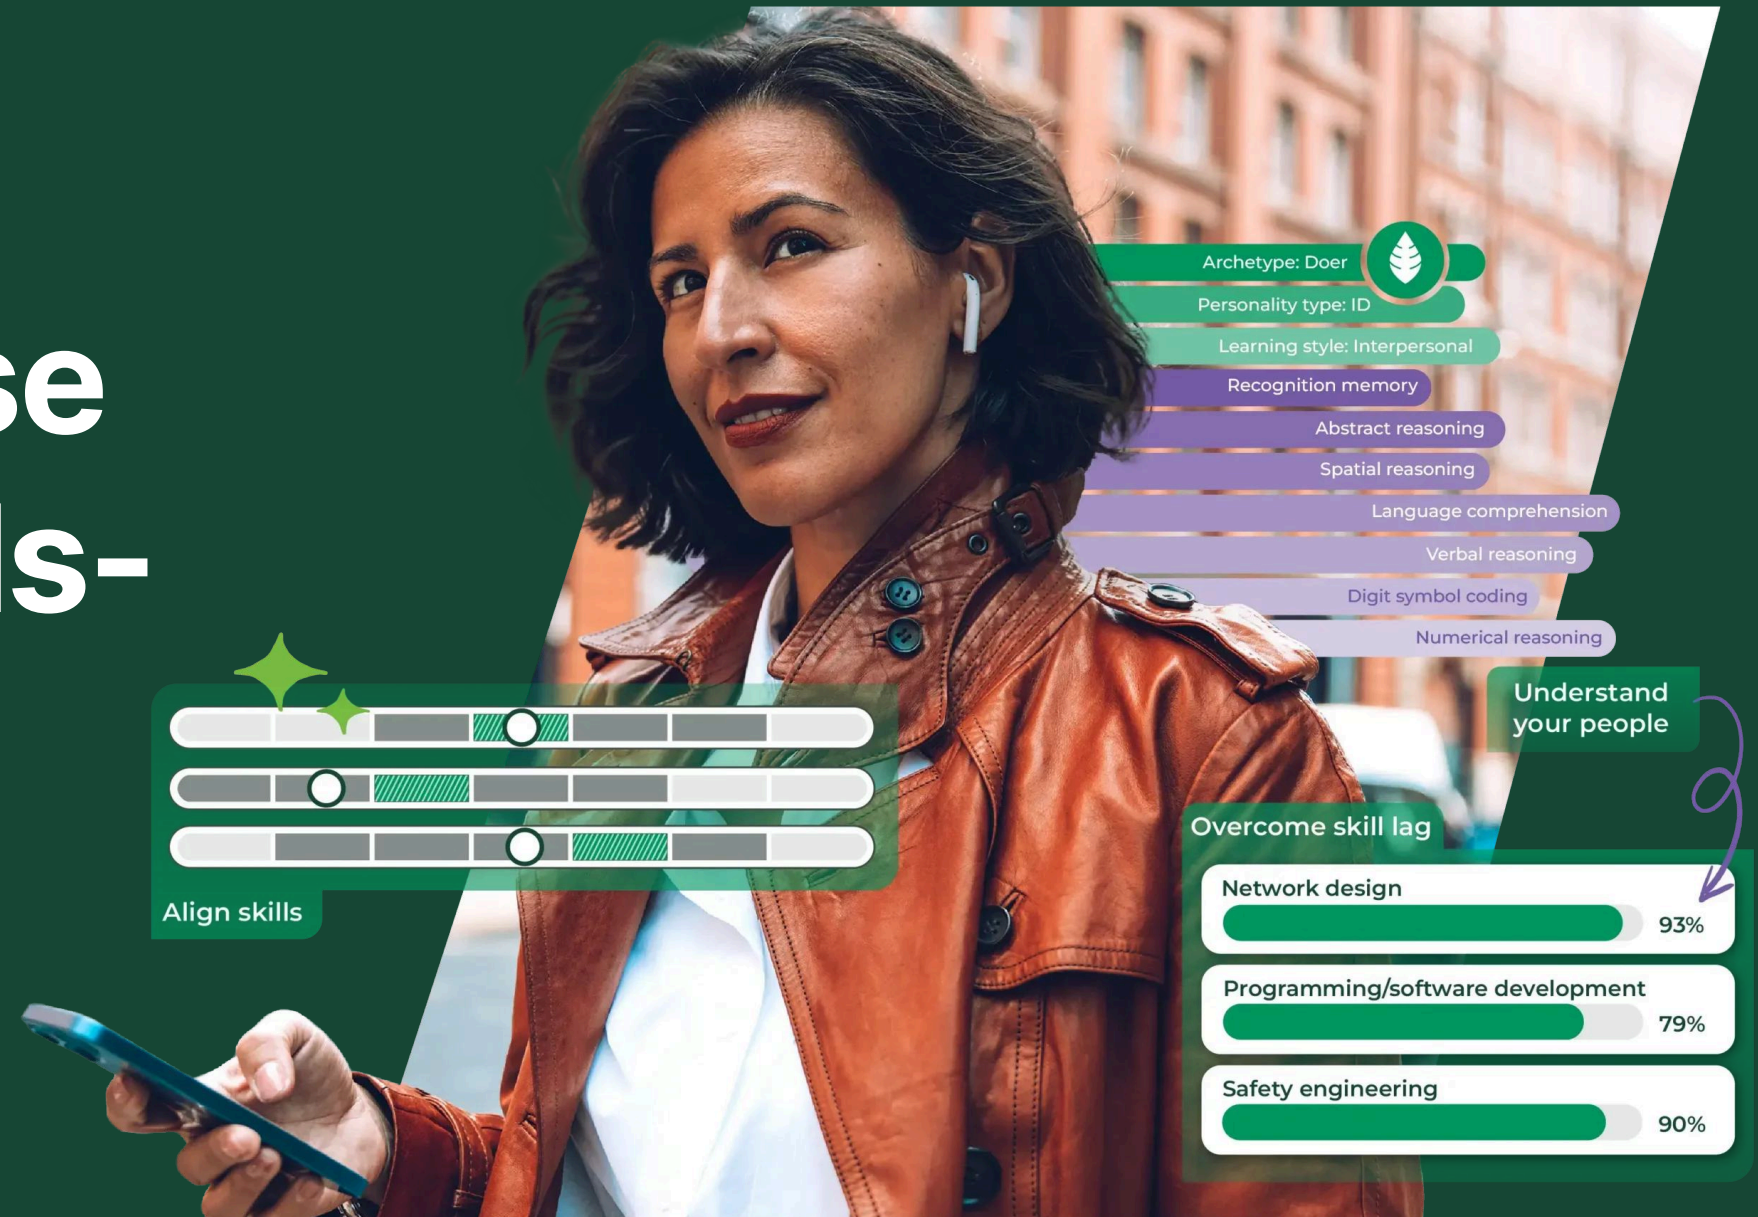 se
ls-
Archetype: Doer
Personality type: ID
Learning style: Interpersonal
Recognition memory
Abstract reasoning
Spatial reasoning
Language comprehension
Verbal reasoning
Digit symbol coding
Numerical reasoning
Understand
your people
Align skills
Overcome skill lag
Network design
93%
Programming/software development
79%
Safety engineering
90%